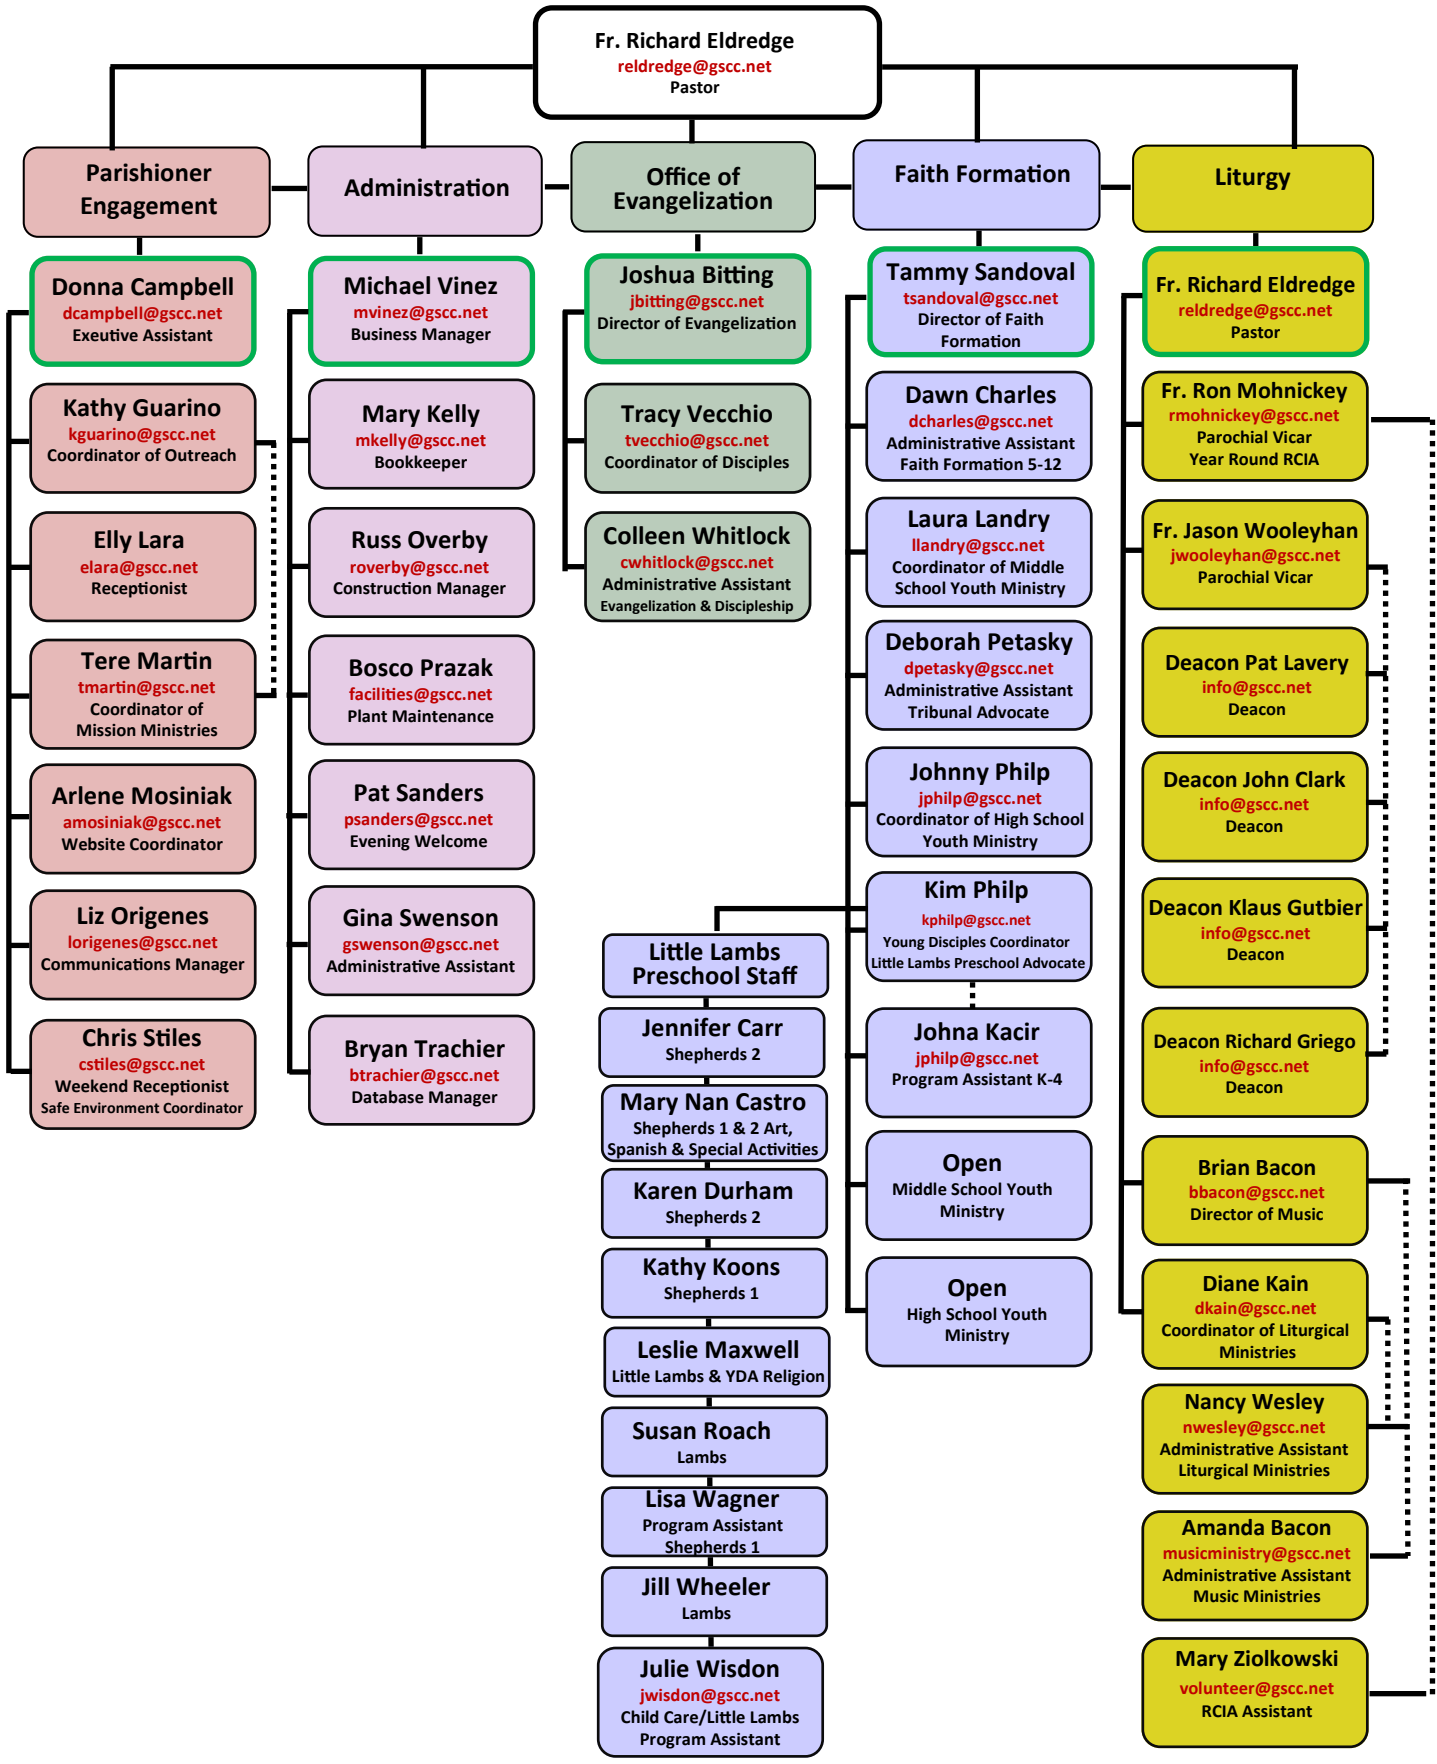 Fr. Richard Eldredge
reldredge@gscc.net
Pastor
Parishioner
Engagement
Donna Campbell
dcampbell@gscc.net
Exeutive Assistant
Kathy Guarino
kguarino@gscc.net
Coordinator of Outreach
Elly Lara
elara@gscc.net
Receptionist
Tere Martin
tmartin@gscc.net
Coordinator of
Mission Ministries
Arlene Mosiniak
amosiniak@gscc.net
Website Coordinator
Liz Origenes
lorigenes@gscc.net
Communications Manager
Chris Stiles
cstiles@gscc.net
Weekend Receptionist
Safe Environment Coordinator
Administration
Michael Vinez
mvinez@gscc.net
Business Manager
Mary Kelly
mkelly@gscc.net
Bookkeeper
Russ Overby
roverby@gscc.net
Construction Manager
Bosco Prazak
facilities@gscc.net
Plant Maintenance
Pat Sanders
psanders@gscc.net
Evening Welcome
Gina Swenson
gswenson@gscc.net
Administrative Assistant
Bryan Trachier
btrachier@gscc.net
Database Manager
Office of
Evangelization
Joshua Bitting
jbitting@gscc.net
Director of Evangelization
Tracy Vecchio
tvecchio@gscc.net
Coordinator of Disciples
Colleen Whitlock
cwhitlock@gscc.net
Administrative Assistant
Evangelization & Discipleship
Faith Formation
Tammy Sandoval
tsandoval@gscc.net
Director of Faith
Formation
Dawn Charles
dcharles@gscc.net
Administrative Assistant
Faith Formation 5-12
Laura Landry
llandry@gscc.net
Coordinator of Middle
School Youth Ministry
Deborah Petasky
dpetasky@gscc.net
Administrative Assistant
Tribunal Advocate
Johnny Philp
jphilp@gscc.net
Coordinator of High School
Youth Ministry
Kim Philp
kphilp@gscc.net
Young Disciples Coordinator
Little Lambs Preschool Advocate
Johna Kacir
jphilp@gscc.net
Program Assistant K-4
Open
Middle School Youth
Ministry
Open
High School Youth
Ministry
Little Lambs
Preschool Staff
Jennifer Carr
Shepherds 2
Mary Nan Castro
Shepherds 1 & 2 Art,
Spanish & Special Activities
Karen Durham
Shepherds 2
Kathy Koons
Shepherds 1
Leslie Maxwell
Little Lambs & YDA Religion
Susan Roach
Lambs
Lisa Wagner
Program Assistant
Shepherds 1
Jill Wheeler
Lambs
Julie Wisdon
jwisdon@gscc.net
Child Care/Little Lambs
Program Assistant
Liturgy
Fr. Richard Eldredge
reldredge@gscc.net
Pastor
Fr. Ron Mohnickey
rmohnickey@gscc.net
Parochial Vicar
Year Round RCIA
Fr. Jason Wooleyhan
jwooleyhan@gscc.net
Parochial Vicar
Deacon Pat Lavery
info@gscc.net
Deacon
Deacon John Clark
info@gscc.net
Deacon
Deacon Klaus Gutbier
info@gscc.net
Deacon
Deacon Richard Griego
info@gscc.net
Deacon
Brian Bacon
bbacon@gscc.net
Director of Music
Diane Kain
dkain@gscc.net
Coordinator of Liturgical
Ministries
Nancy Wesley
nwesley@gscc.net
Administrative Assistant
Liturgical Ministries
Amanda Bacon
musicministry@gscc.net
Administrative Assistant
Music Ministries
Mary Ziolkowski
volunteer@gscc.net
RCIA Assistant